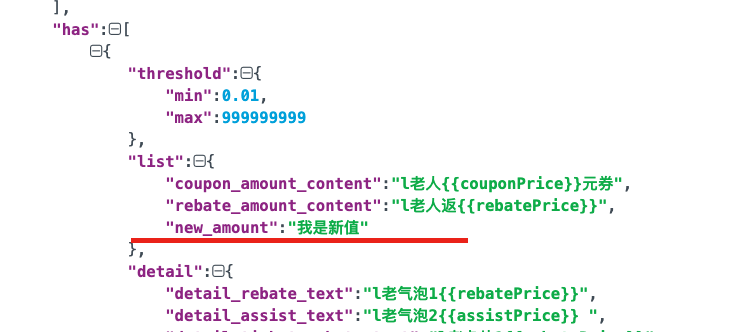 ],
"has":[
{
"threshold":{
"min":0.01,
"max":999999999
},
"list":{
"coupon_amount_content":"l老人{{couponPrice}}元券",
"rebate_amount_content":"l老人返{{rebatePrice}}",
"new_amount":"我是新值"
},
"detail":{
"detail_rebate_text":"l老气泡1{{rebatePrice}}",
"detail_assist_text":"l老气泡2{{assistPrice}} ",